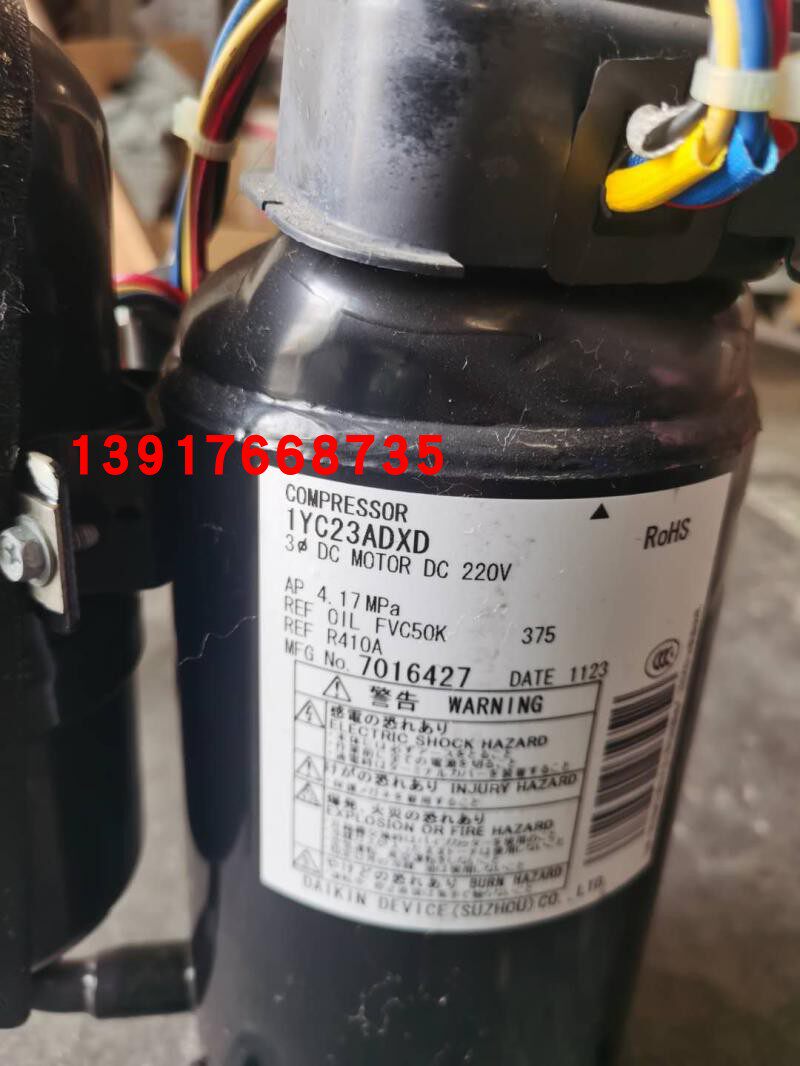 13917668735
COMPRESSOR
1YC23ADXD
RoHS
3ø DC MOTOR DC 220V
AP 4.17MPa
REF OIL FVC50K 375
REF R410A
MFG No. 7016427 DATE 1123
警告 WARNING
感電の恐れあり
ELECTRIC SHOCK HAZARD
けがの恐れあり INJURY HAZARD
爆発、火災の恐れあり
EXPLOSION OR FIRE HAZARD
やけどの恐れあり BURN HAZARD
DAIKIN DEVICE(SUZHOU)CO.,LTD.